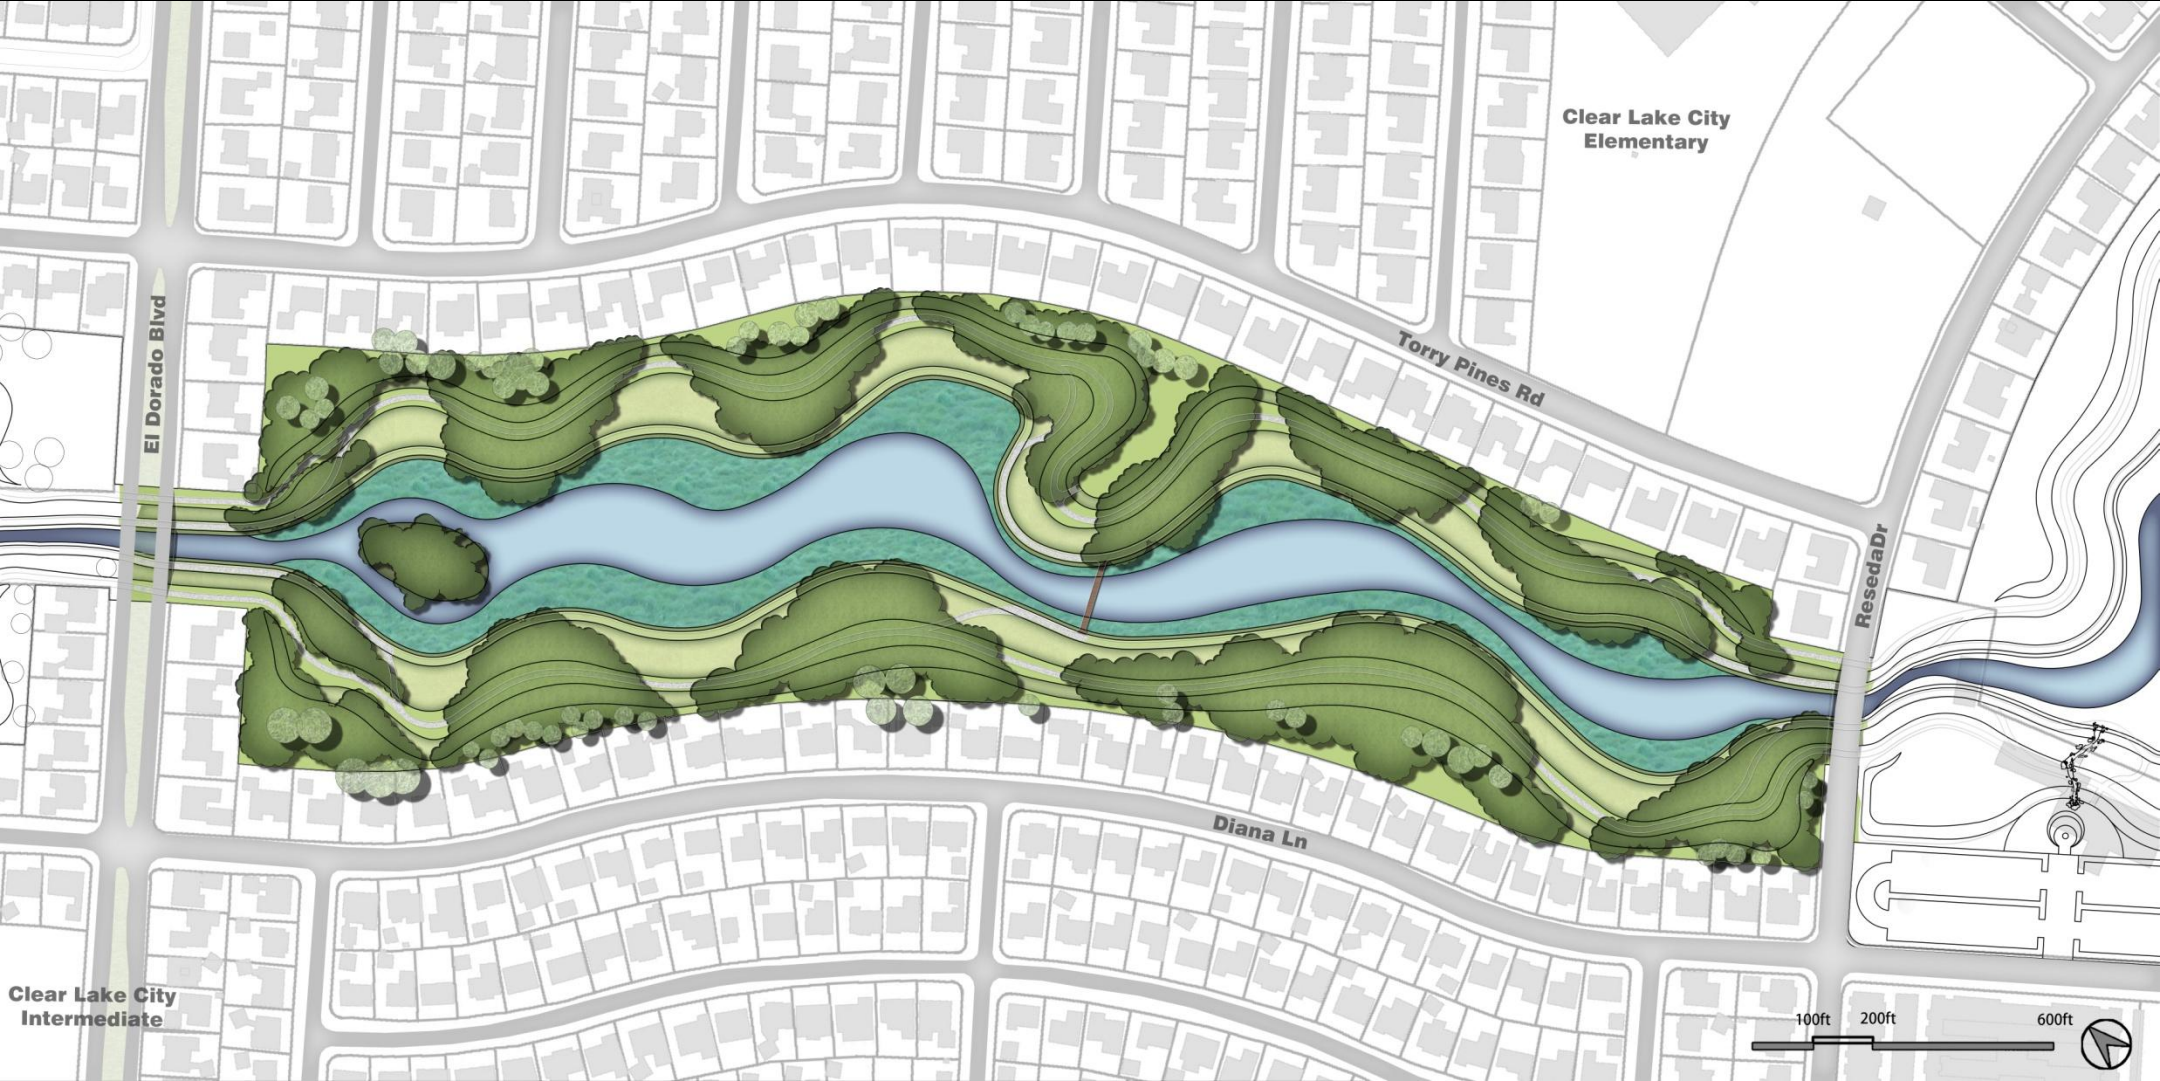 Clear Lake City
Elementary
El Dorado Blvd
Torry Pines Rd
ResedaDr
Diana Ln
Clear Lake City
Intermediate
100ft
200ft
600ft